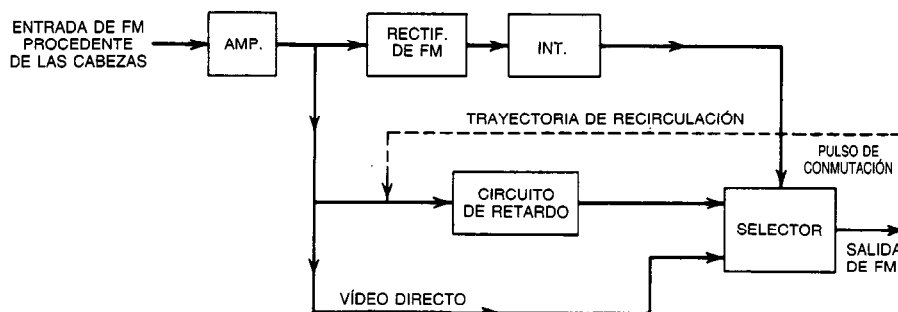 ENTRADA DE FM
PROCEDENTE
DE LAS CABEZAS
AMP.
RECTIF.
DE FM
INT.
TRAYECTORIA DE RECIRCULACIÓN
PULSO DE
CONMUTACIÓN
CIRCUITO
DE RETARDO
SELECTOR
SALIDA
DE FM
VÍDEO DIRECTO